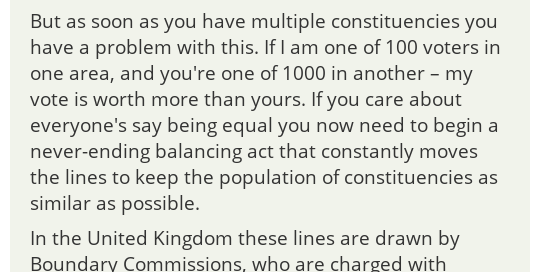 But as soon as you have multiple constituencies you
have a problem with this. If I am one of 100 voters in
one area, and you're one of 1000 in another – my
vote is worth more than yours. If you care about
everyone's say being equal you now need to begin a
never-ending balancing act that constantly moves
the lines to keep the population of constituencies as
similar as possible.
In the United Kingdom these lines are drawn by
Boundary Commissions, who are charged with